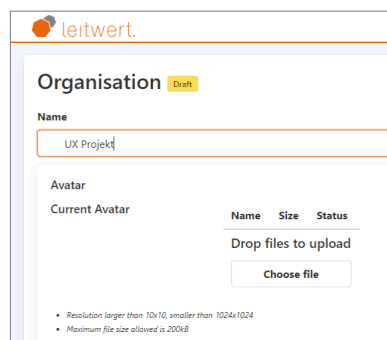 leitwert.
Organisation Draft
Name
UX Projekt
Avatar
Current Avatar
Name Size Status
Drop files to upload
Choose file
Resolution larger than 10x10, smaller than 1024x1024
Maximum file size allowed is 200kB